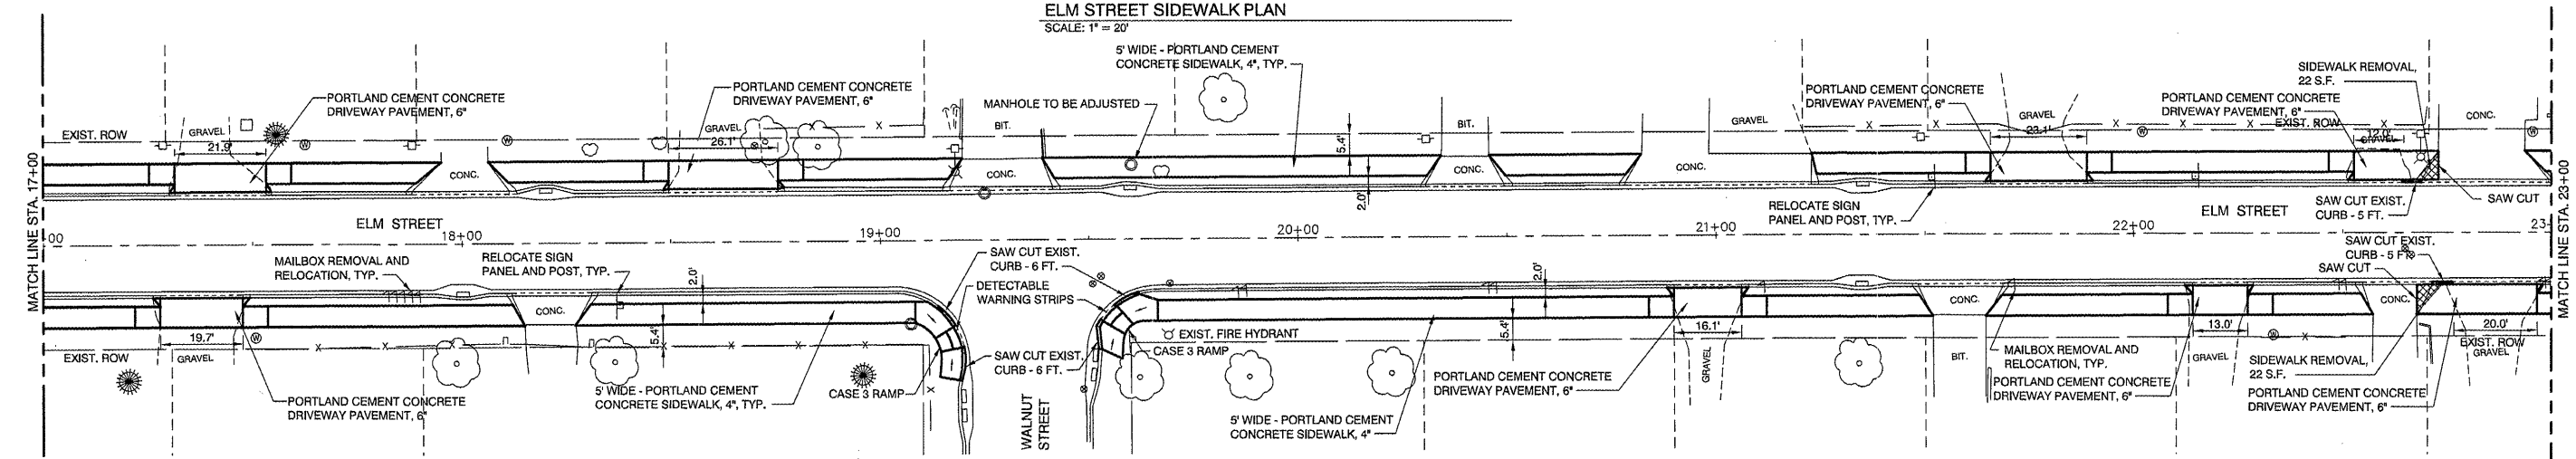 ELM STREET SIDEWALK PLAN
SCALE: 1" = 20'
5' WIDE - PORTLAND CEMENT
CONCRETE SIDEWALK, 4", TYP.
SIDEWALK REMOVAL,
22 S.F.
PORTLAND CEMENT CONCRETE
DRIVEWAY PAVEMENT, 6"
PORTLAND CEMENT CONCRETE
DRIVEWAY PAVEMENT, 6"
MANHOLE TO BE ADJUSTED
PORTLAND CEMENT CONCRETE
DRIVEWAY PAVEMENT, 6"
PORTLAND CEMENT CONCRETE
DRIVEWAY PAVEMENT, 6"
EXIST. ROW
GRAVEL
21.9'
GRAVEL
26.1'
BIT.
5.4'
BIT.
GRAVEL
GRAVEL
23.1'
EXIST. ROW
12.0'
GRAVEL
CONC.
CONC.
CONC.
CONC.
CONC.
2.0'
RELOCATE SIGN
PANEL AND POST, TYP.
SAW CUT EXIST.
CURB - 5 FT.
SAW CUT
MATCH LINE STA. 17+00
MATCH LINE STA. 23+00
ELM STREET
ELM STREET
00
18+00
19+00
20+00
21+00
22+00
23
MAILBOX REMOVAL AND
RELOCATION, TYP.
RELOCATE SIGN
PANEL AND POST, TYP.
2.0'
SAW CUT EXIST.
CURB - 6 FT.
DETECTABLE
WARNING STRIPS
2.0'
SAW CUT EXIST.
CURB - 5 FT.
SAW CUT
CONC.
CONC.
CONC.
19.7'
5.4'
EXIST. FIRE HYDRANT
CASE 3 RAMP
5.4'
16.1'
13.0'
20.0'
EXIST. ROW
GRAVEL
EXIST. ROW
GRAVEL
SAW CUT EXIST.
CURB - 6 FT.
CASE 3 RAMP
GRAVEL
BIT.
MAILBOX REMOVAL AND
RELOCATION, TYP.
GRAVEL
SIDEWALK REMOVAL,
22 S.F.
PORTLAND CEMENT CONCRETE
DRIVEWAY PAVEMENT, 6"
5' WIDE - PORTLAND CEMENT
CONCRETE SIDEWALK, 4", TYP.
WALNUT
STREET
PORTLAND CEMENT CONCRETE
DRIVEWAY PAVEMENT, 6"
PORTLAND CEMENT CONCRETE
DRIVEWAY PAVEMENT, 6"
PORTLAND CEMENT CONCRETE
DRIVEWAY PAVEMENT, 6"
5' WIDE - PORTLAND CEMENT
CONCRETE SIDEWALK, 4"